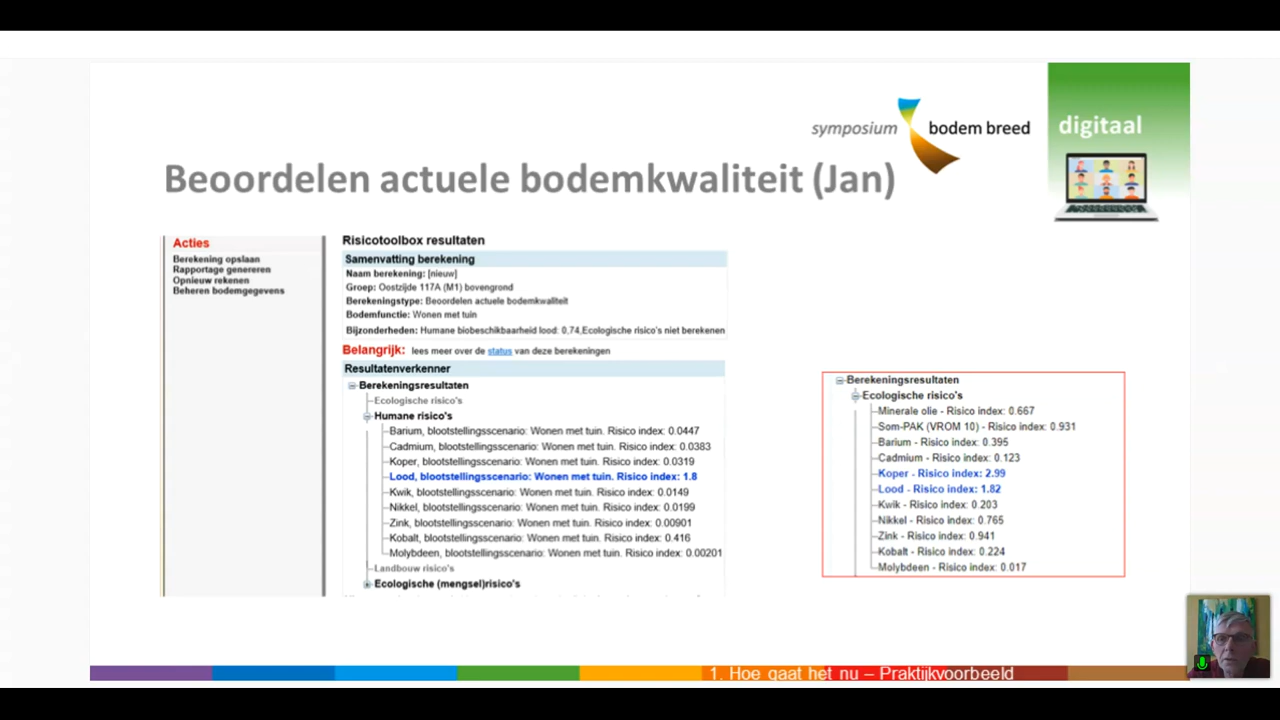 symposium bodem breed
digitaal
Beoordelen actuele bodemkwaliteit (Jan)
Acties
Berekening opslaan
Rapportage genereren
Opnieuw rekenen
Beheren bodemgegevens
Risicotoolbox resultaten
Samenvatting berekening
Naam berekening: [nieuw]
Groep: Oostzijde 117A (M1) bovengrond
Berekeningstype: Beoordelen actuele bodemkwaliteit
Bodemfunctie: Wonen met tuin
Bijzonderheden: Humane biobeschikbaarheid lood: 0,74,Ecologische risico's niet berekenen
Belangrijk: lees meer over de status van deze berekeningen
Resultatenverkenner
Berekeningsresultaten
Ecologische risico's
Humane risico's
Barium, blootstellingsscenario: Wonen met tuin. Risico index: 0.0447
Cadmium, blootstellingsscenario: Wonen met tuin. Risico index: 0.0383
Koper, blootstellingsscenario: Wonen met tuin. Risico index: 0.0319
Lood, blootstellingsscenario: Wonen met tuin. Risico index: 1.8
Kwik, blootstellingsscenario: Wonen met tuin. Risico index: 0.0149
Nikkel, blootstellingsscenario: Wonen met tuin. Risico index: 0.0199
Zink, blootstellingsscenario: Wonen met tuin. Risico index: 0.00901
Kobalt, blootstellingsscenario: Wonen met tuin. Risico index: 0.416
Molybdeen, blootstellingsscenario: Wonen met tuin. Risico index: 0.00201
Landbouw risico's
Ecologische (mengsel)risico's
Berekeningsresultaten
Ecologische risico's
Minerale olie - Risico index: 0.667
Som-PAK (VROM 10) - Risico index: 0.931
Barium - Risico index: 0.395
Cadmium - Risico index: 0.123
Koper - Risico index: 2.99
Lood - Risico index: 1.82
Kwik - Risico index: 0.203
Nikkel - Risico index: 0.765
Zink - Risico index: 0.941
Kobalt - Risico index: 0.224
Molybdeen - Risico index: 0.017
1. Hoe gaat het nu – Praktijkvoorbeeld